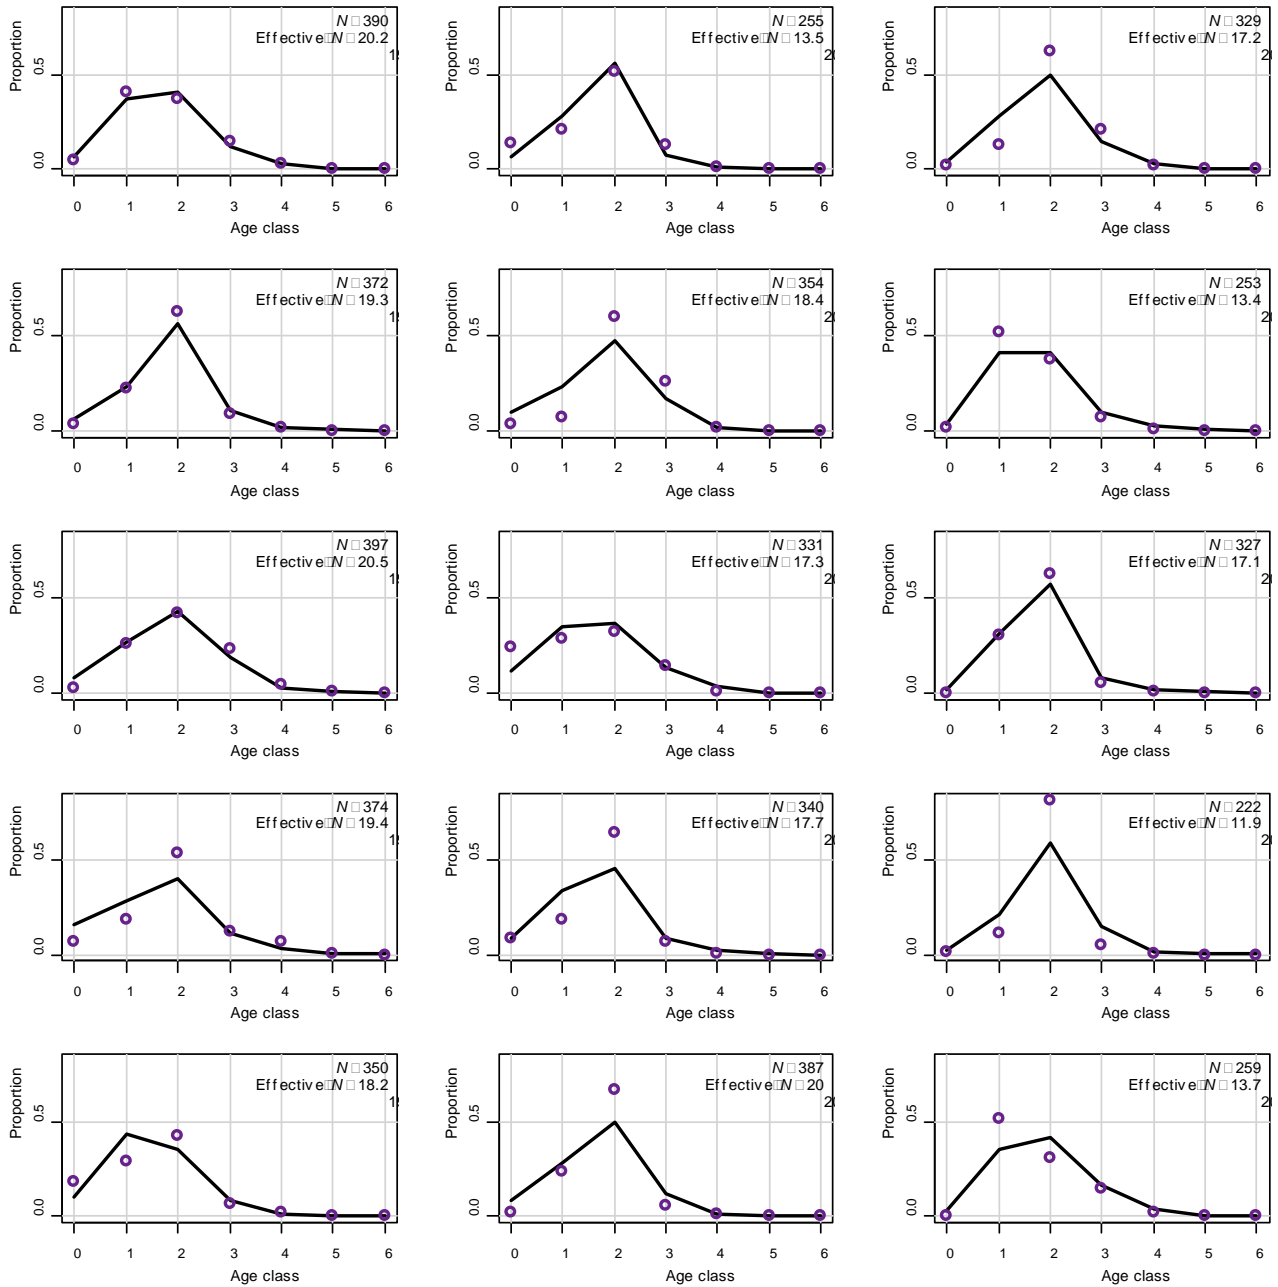 N□390
Effective□N□20.2
Proportion
0.5
0.0
0 1 2 3 4 5 6
Age class
N□255
Effective□N□13.5
Proportion
0.5
0.0
0 1 2 3 4 5 6
Age class
N□329
Effective□N□17.2
Proportion
0.5
0.0
0 1 2 3 4 5 6
Age class
N□372
Effective□N□19.3
Proportion
0.5
0.0
0 1 2 3 4 5 6
Age class
N□354
Effective□N□18.4
Proportion
0.5
0.0
0 1 2 3 4 5 6
Age class
N□253
Effective□N□13.4
Proportion
0.5
0.0
0 1 2 3 4 5 6
Age class
N□397
Effective□N□20.5
Proportion
0.5
0.0
0 1 2 3 4 5 6
Age class
N□331
Effective□N□17.3
Proportion
0.5
0.0
0 1 2 3 4 5 6
Age class
N□327
Effective□N□17.1
Proportion
0.5
0.0
0 1 2 3 4 5 6
Age class
N□374
Effective□N□19.4
Proportion
0.5
0.0
0 1 2 3 4 5 6
Age class
N□340
Effective□N□17.7
Proportion
0.5
0.0
0 1 2 3 4 5 6
Age class
N□222
Effective□N□11.9
Proportion
0.5
0.0
0 1 2 3 4 5 6
Age class
N□350
Effective□N□18.2
Proportion
0.5
0.0
0 1 2 3 4 5 6
Age class
N□387
Effective□N□20
Proportion
0.5
0.0
0 1 2 3 4 5 6
Age class
N□259
Effective□N□13.7
Proportion
0.5
0.0
0 1 2 3 4 5 6
Age class